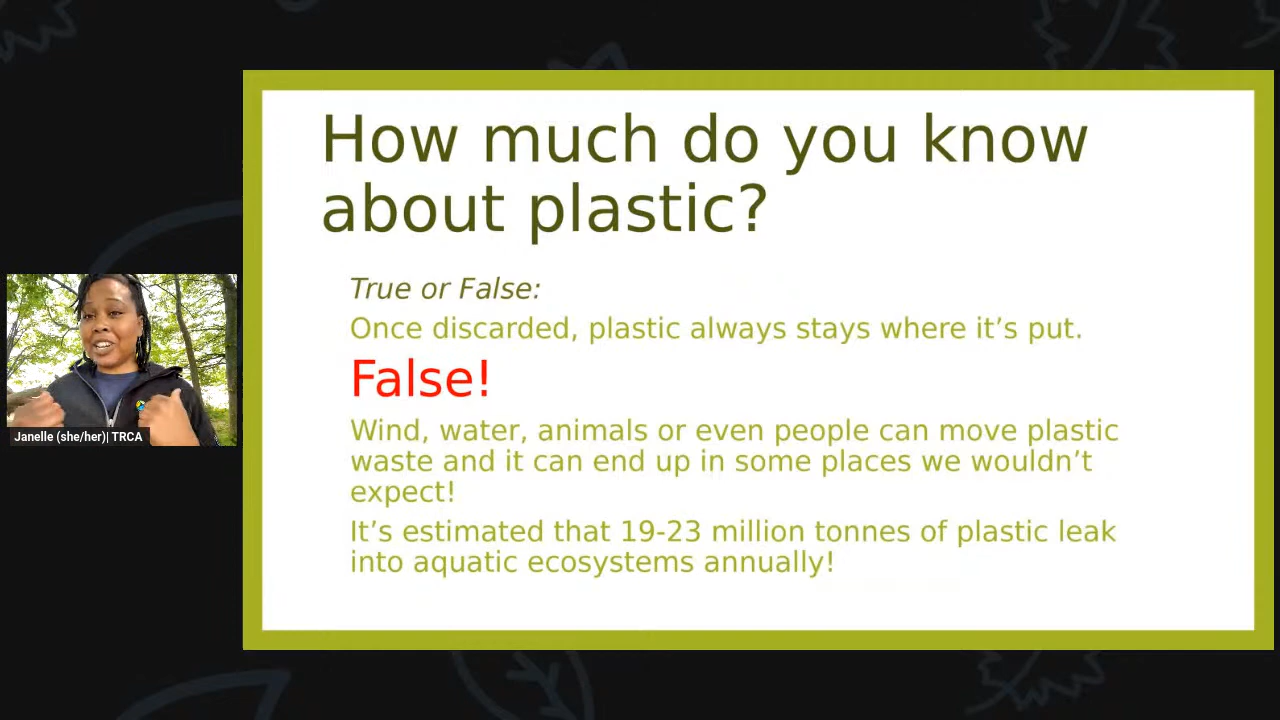 How much do you know
about plastic?
True or False:
Once discarded, plastic always stays where it’s put.
False!
Wind, water, animals or even people can move plastic
waste and it can end up in some places we wouldn’t
expect!
It’s estimated that 19-23 million tonnes of plastic leak
into aquatic ecosystems annually!
Janelle (she/her)| TRCA